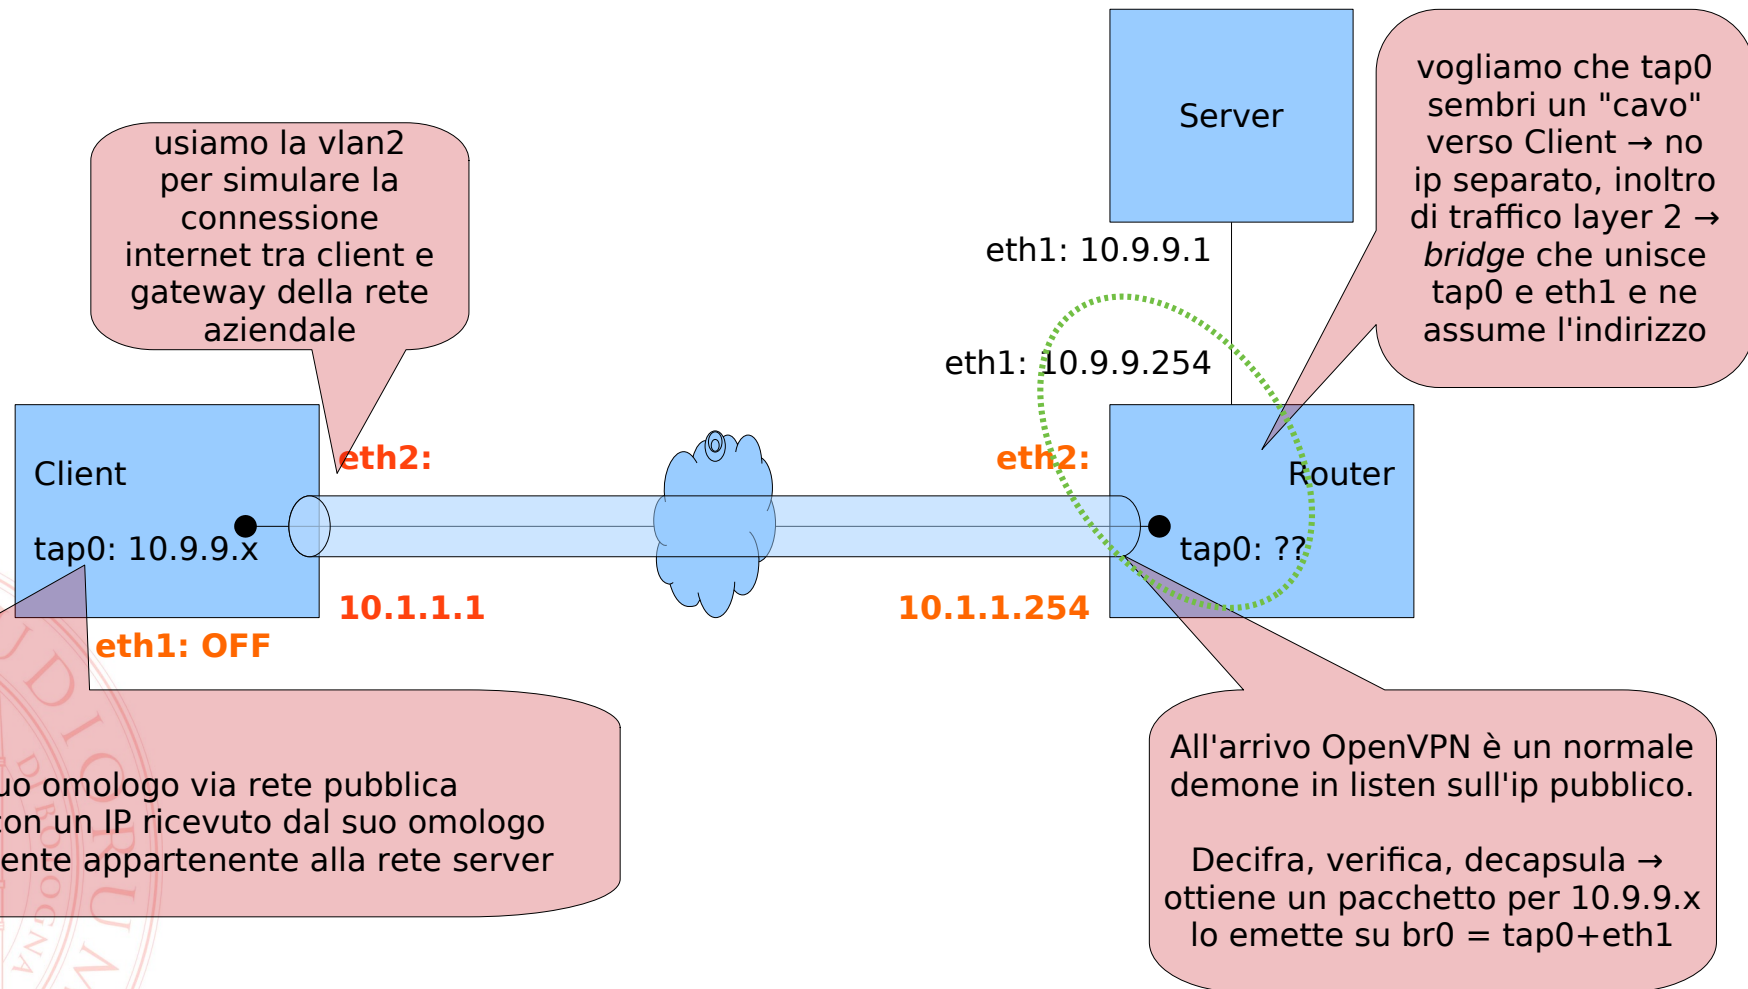 Server
vogliamo che tap0
sembri un "cavo"
verso Client → no
ip separato, inoltro
di traffico layer 2 →
bridge che unisce
tap0 e eth1 e ne
assume l'indirizzo
usiamo la vlan2
per simulare la
connessione
internet tra client e
gateway della rete
aziendale
eth1: 10.9.9.1
eth1: 10.9.9.254
Client
eth2:
eth2:
Router
tap0: 10.9.9.x
tap0: ??
10.1.1.1
10.1.1.254
eth1: OFF
uo omologo via rete pubblica
con un IP ricevuto dal suo omologo
ente appartenente alla rete server
All'arrivo OpenVPN è un normale
demone in listen sull'ip pubblico.
Decifra, verifica, decapsula →
ottiene un pacchetto per 10.9.9.x
lo emette su br0 = tap0+eth1
DI BOLOGNA